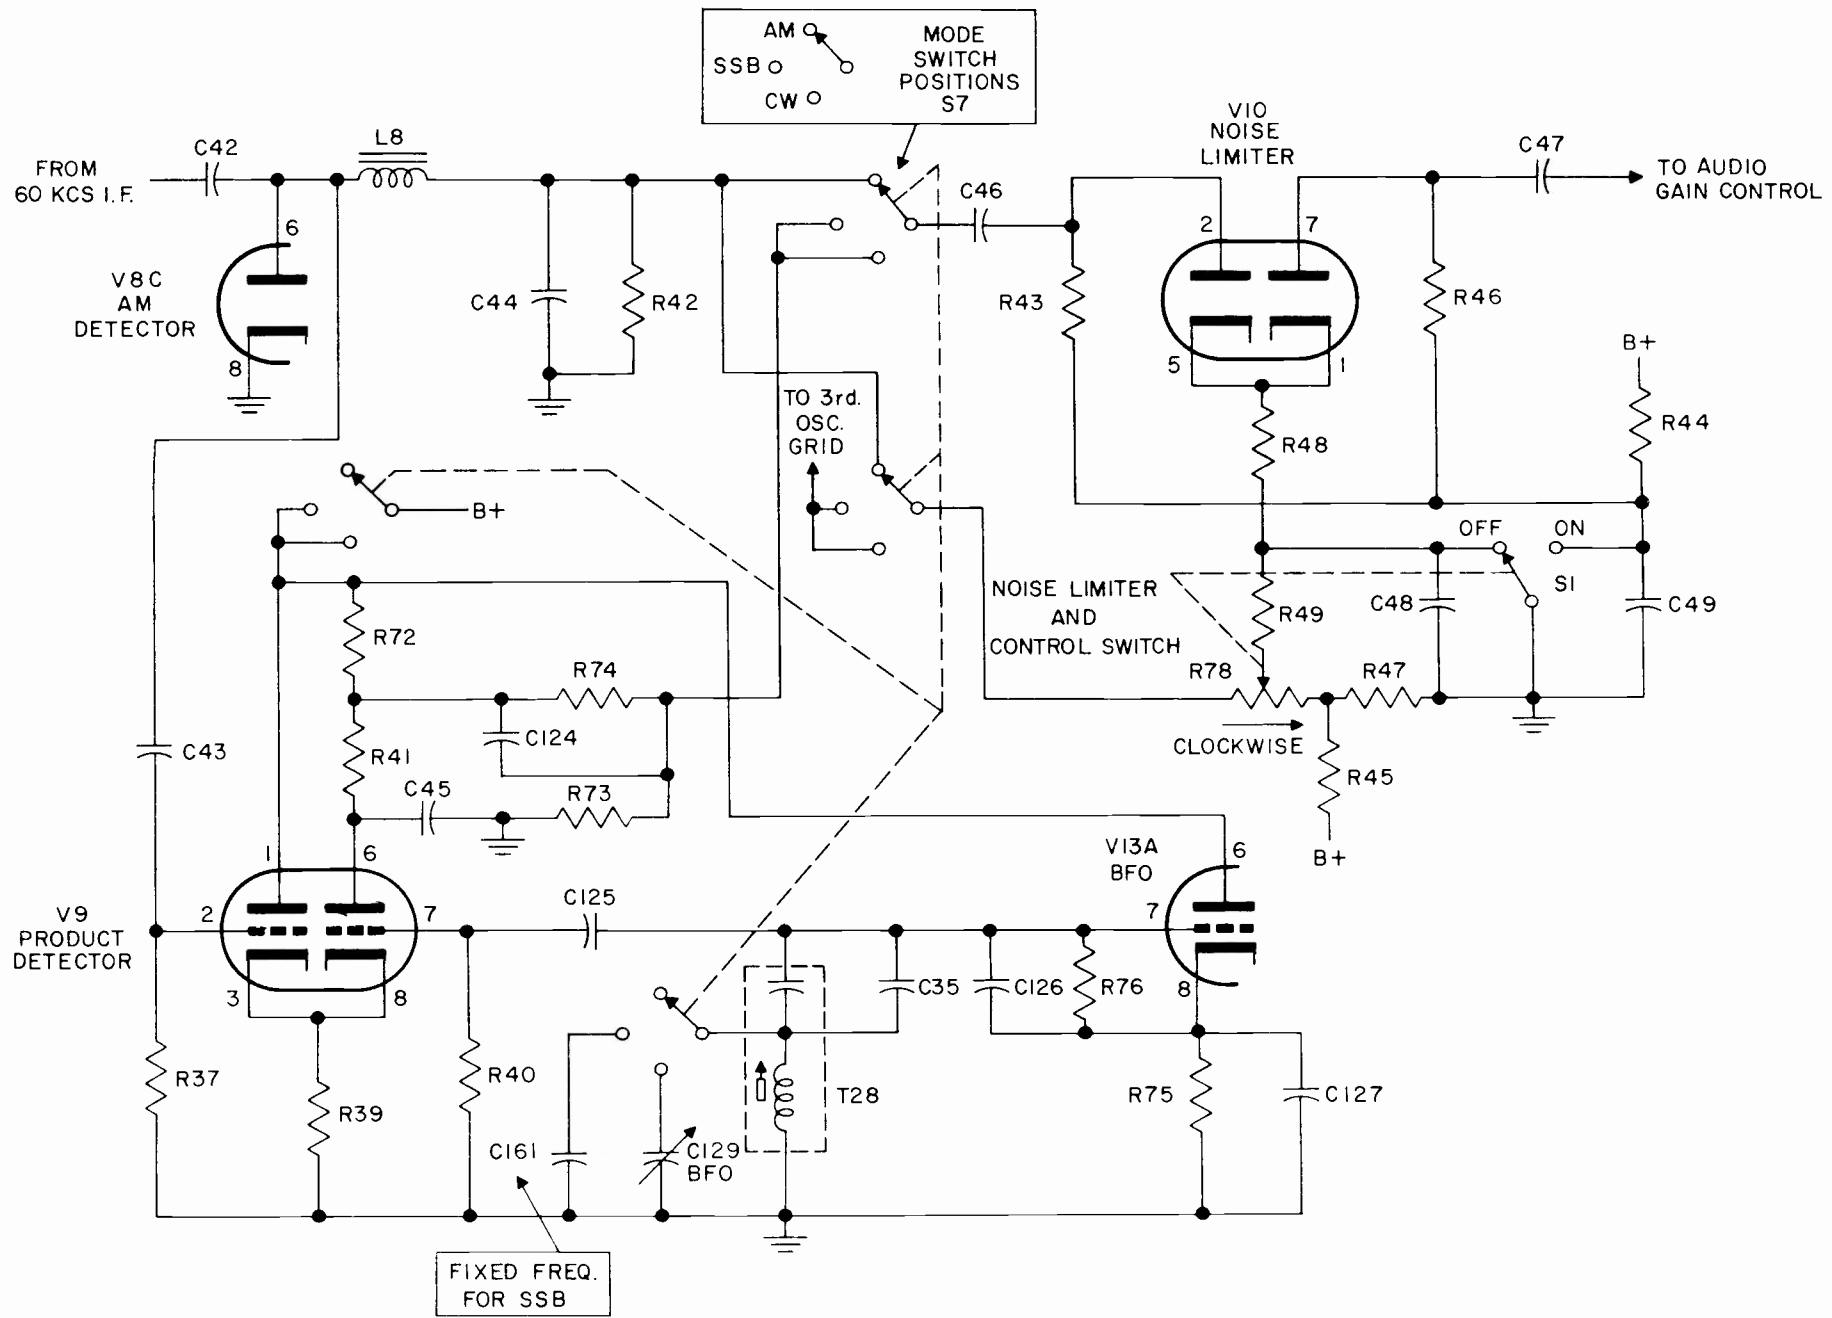 AM
SSB
CW
MODE
SWITCH
POSITIONS
S7
FROM
60 KCS I.F.
C42
L8
V10
NOISE
LIMITER
C47
TO AUDIO
GAIN CONTROL
C46
6
V8C
AM
DETECTOR
8
C44
R42
R43
2
7
5
1
R46
B+
R44
TO 3rd.
OSC.
GRID
R48
B+
OFF
ON
S1
NOISE LIMITER
AND
CONTROL SWITCH
R49
C48
C49
R72
R74
R78
R47
CLOCKWISE
C43
R41
C124
C45
R73
R45
B+
V13A
BFO
6
1
6
V9
PRODUCT
DETECTOR
2
7
C125
7
3
8
C35
C126
R76
8
R37
R39
R40
T28
R75
C127
C161
C129
BFO
FIXED FREQ.
FOR SSB